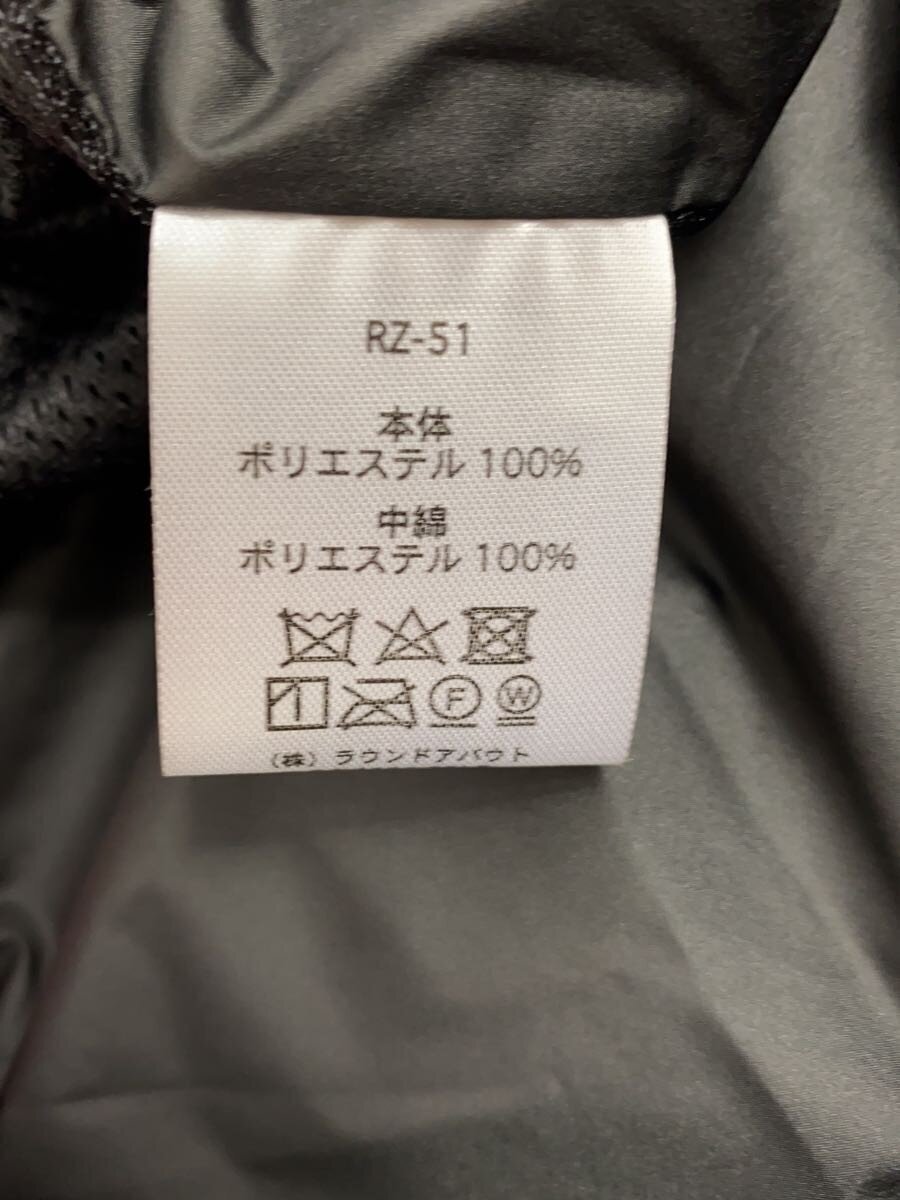 RZ-51
本体
ポリエステル 100%
中綿
ポリエステル 100%
F W
（株）ラウンドアバウト